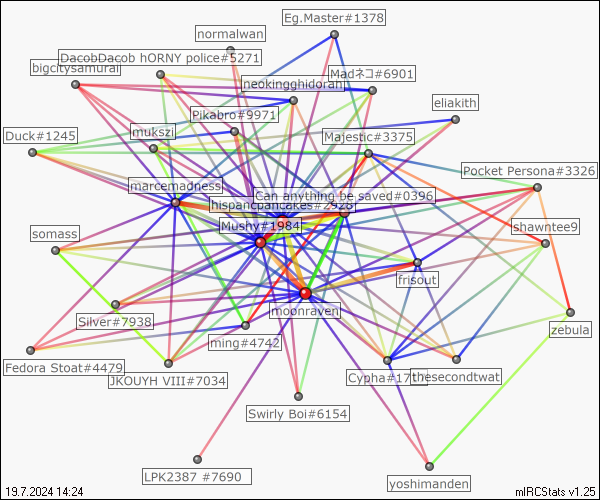 Eg.Master#1378
normalwan
DacobDacob hORNY police#5271
bigcitysamurai
Madネコ#6901
neokingghidorah
eliakith
Pikabro#9971
Duck#1245
mukszi
Majestic#3375
Pocket Persona#3326
marcemadness
Can anything be saved#0396
hispanicpancakes#2928
Mushy#1984
shawntee9
somass
frisout
moonraven
Silver#7938
zebula
ming#4742
Fedora Stoat#4479
JKOUYH VIII#7034
Cypha#17
thesecondtwat
Swirly Boi#6154
LPK2387 #7690
yoshimanden
19.7.2024 14:24
mIRCStats v1.25